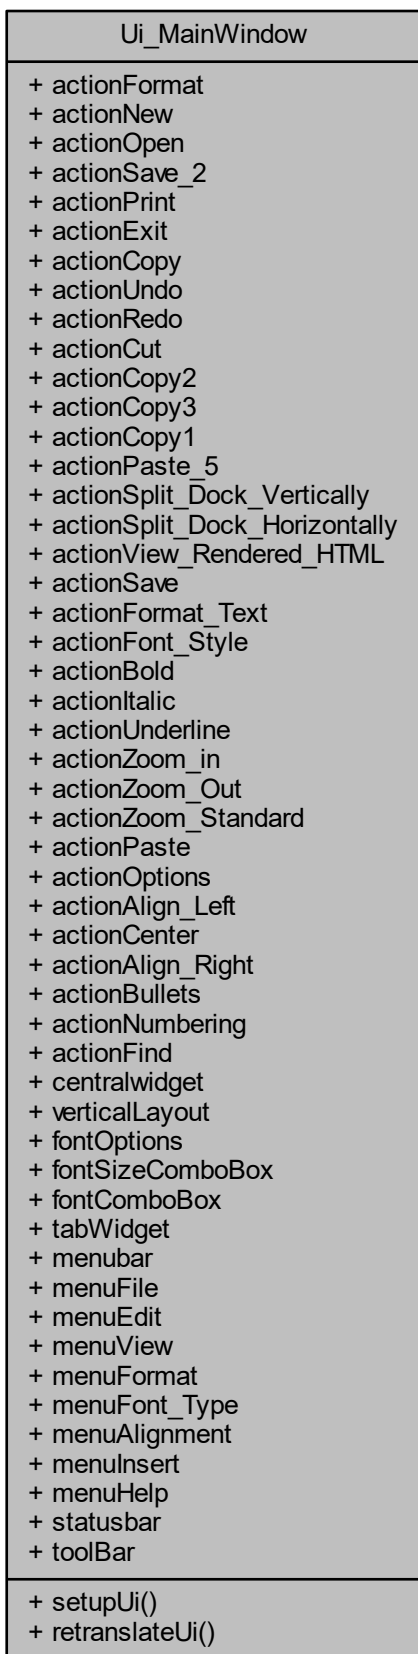 Ui_MainWindow
+ actionFormat
+ actionNew
+ actionOpen
+ actionSave_2
+ actionPrint
+ actionExit
+ actionCopy
+ actionUndo
+ actionRedo
+ actionCut
+ actionCopy2
+ actionCopy3
+ actionCopy1
+ actionPaste_5
+ actionSplit_Dock_Vertically
+ actionSplit_Dock_Horizontally
+ actionView_Rendered_HTML
+ actionSave
+ actionFormat_Text
+ actionFont_Style
+ actionBold
+ actionItalic
+ actionUnderline
+ actionZoom_in
+ actionZoom_Out
+ actionZoom_Standard
+ actionPaste
+ actionOptions
+ actionAlign_Left
+ actionCenter
+ actionAlign_Right
+ actionBullets
+ actionNumbering
+ actionFind
+ centralwidget
+ verticalLayout
+ fontOptions
+ fontSizeComboBox
+ fontComboBox
+ tabWidget
+ menubar
+ menuFile
+ menuEdit
+ menuView
+ menuFormat
+ menuFont_Type
+ menuAlignment
+ menuInsert
+ menuHelp
+ statusbar
+ toolBar
+ setupUi()
+ retranslateUi()